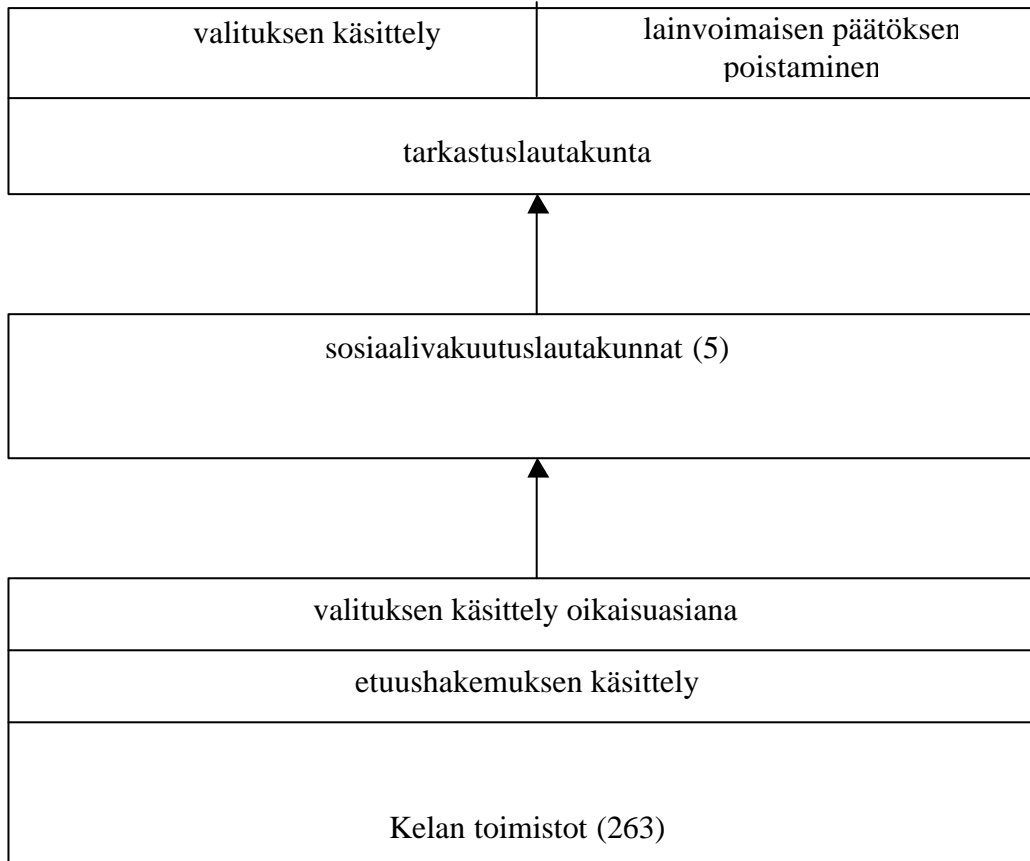 valituksen käsittely
lainvoimaisen päätöksen
poistaminen
tarkastuslautakunta
sosiaalivakuutuslautakunnat (5)
valituksen käsittely oikaisuasiana
etuushakemuksen käsittely
Kelan toimistot (263)